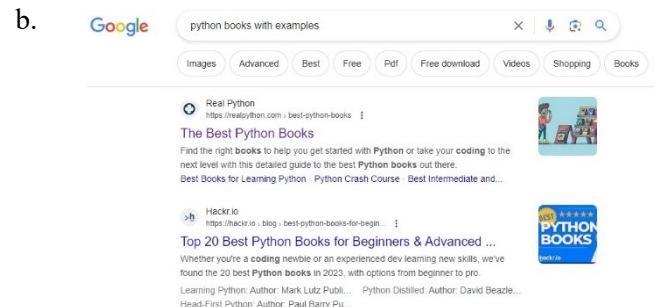 b.
Google
python books with examples
Images Advanced Best Free Pdf Free download Videos Shopping Books
Real Python
https://realpython.com › best-python-books
The Best Python Books
Find the right books to help you get started with Python or take your coding to the
next level with this detailed guide to the best Python books out there.
Best Books for Learning Python · Python Crash Course · Best Intermediate and...
>h Hackr.io
https://hackr.io › blog › best-python-books-for-begin...
Top 20 Best Python Books for Beginners & Advanced ...
Whether you're a coding newbie or an experienced dev learning new skills, we've
found the 20 best Python books in 2023, with options from beginner to pro.
Learning Python: Author: Mark Lutz Publi... Python Distilled: Author: David Beazle...
Head-First Python: Author: Paul Barry Pu...
BEST
PYTHON
BOOKS
hackr.io